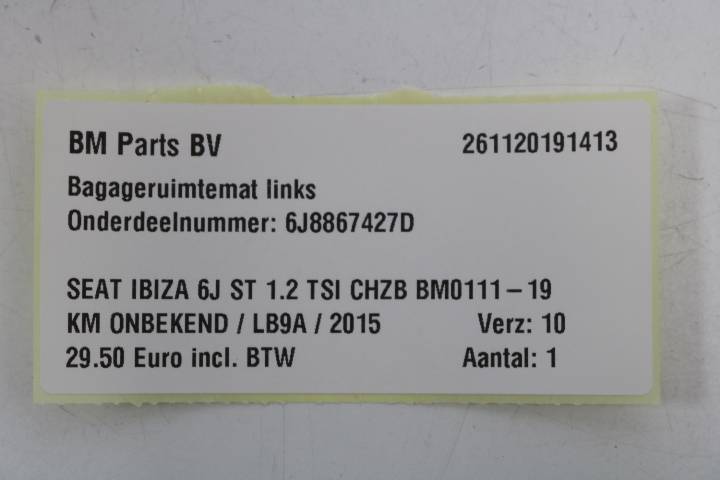 BM Parts BV 261120191413
Bagageruimtemat links
Onderdeelnummer: 6J8867427D
SEAT IBIZA 6J ST 1.2 TSI CHZB BM0111-19
KM ONBEKEND / LB9A / 2015 Verz: 10
29.50 Euro incl. BTW Aantal: 1